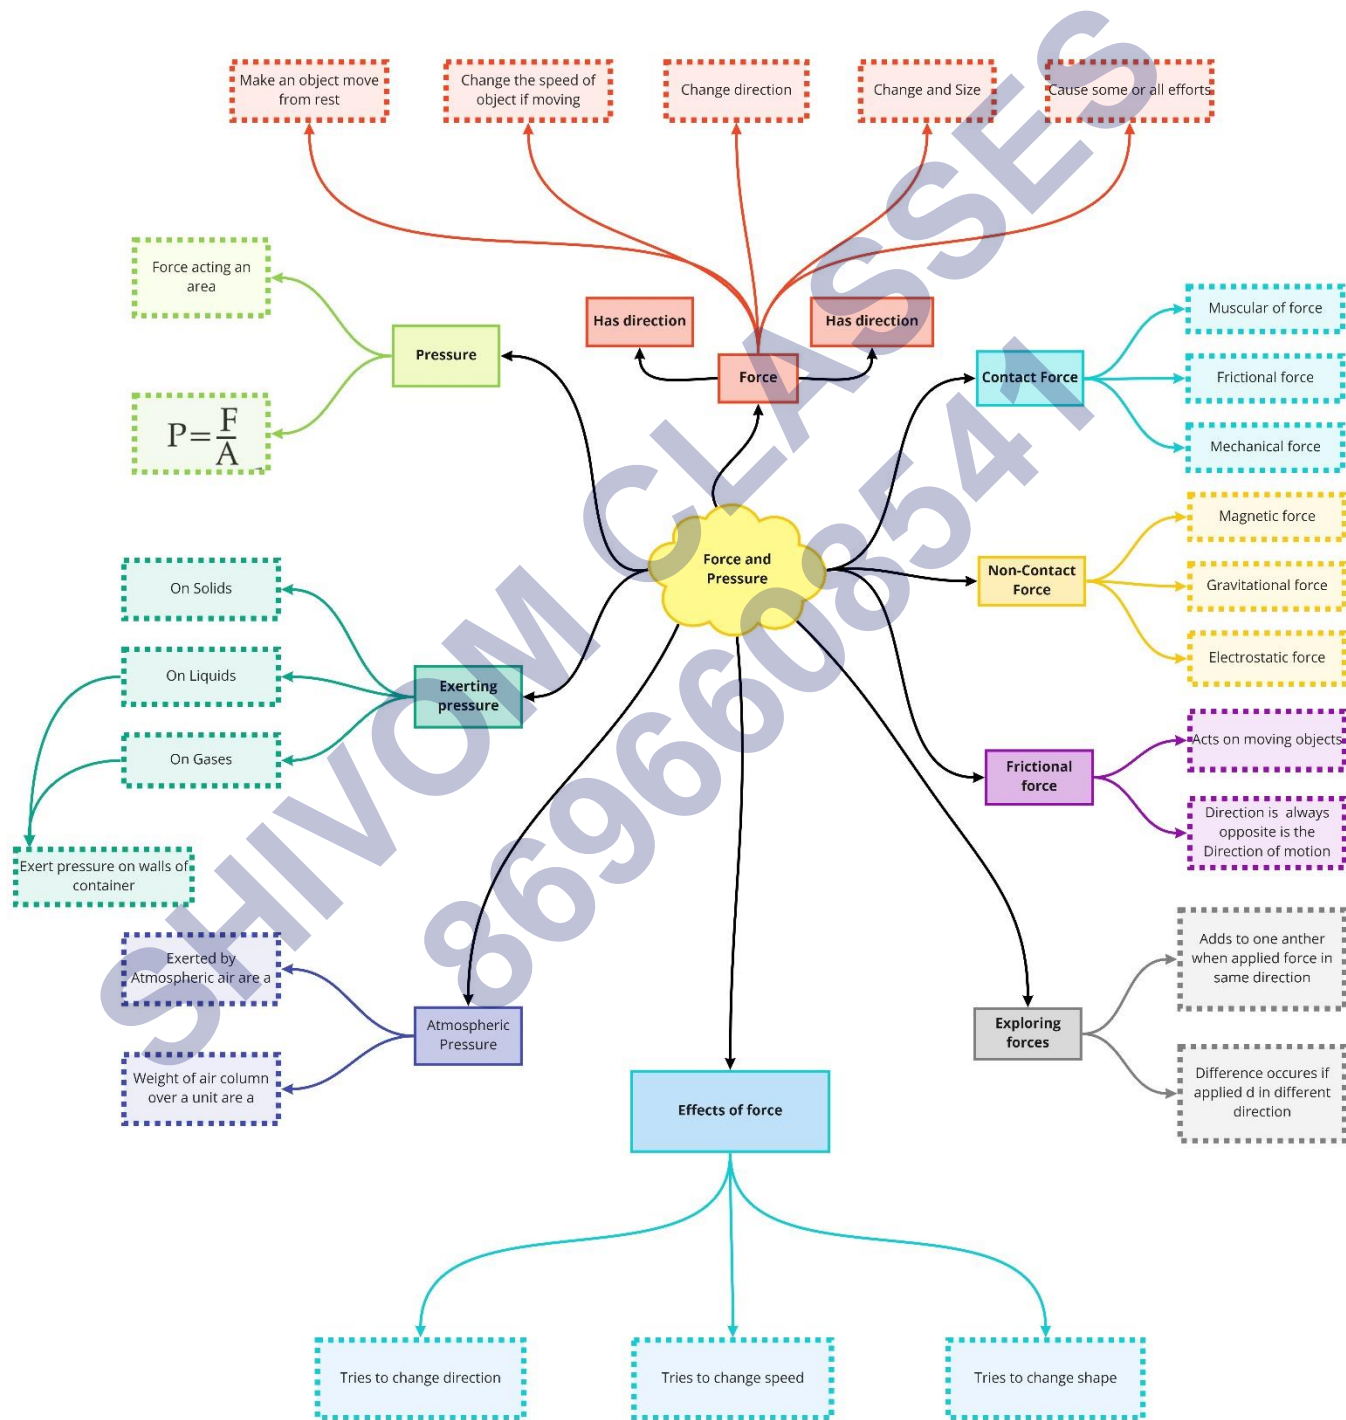 Make an object move
from rest
Change the speed of
object if moving
Change direction
Change and Size
Cause some or all efforts
Force acting an
area
Pressure
P=F/A
Has direction
Has direction
Force
Contact Force
Muscular of force
Frictional force
Mechanical force
Force and
Pressure
Non-Contact
Force
Magnetic force
Gravitational force
Electrostatic force
On Solids
On Liquids
On Gases
Exerting
pressure
Exert pressure on walls of
container
Frictional
force
Acts on moving objects
Direction is always
opposite is the
Direction of motion
Exerted by
Atmospheric air are a
Weight of air column
over a unit are a
Atmospheric
Pressure
Exploring
forces
Adds to one anther
when applied force in
same direction
Difference occures if
applied d in different
direction
Effects of force
Tries to change direction
Tries to change speed
Tries to change shape
SHIVOM CLASSES
8696608541